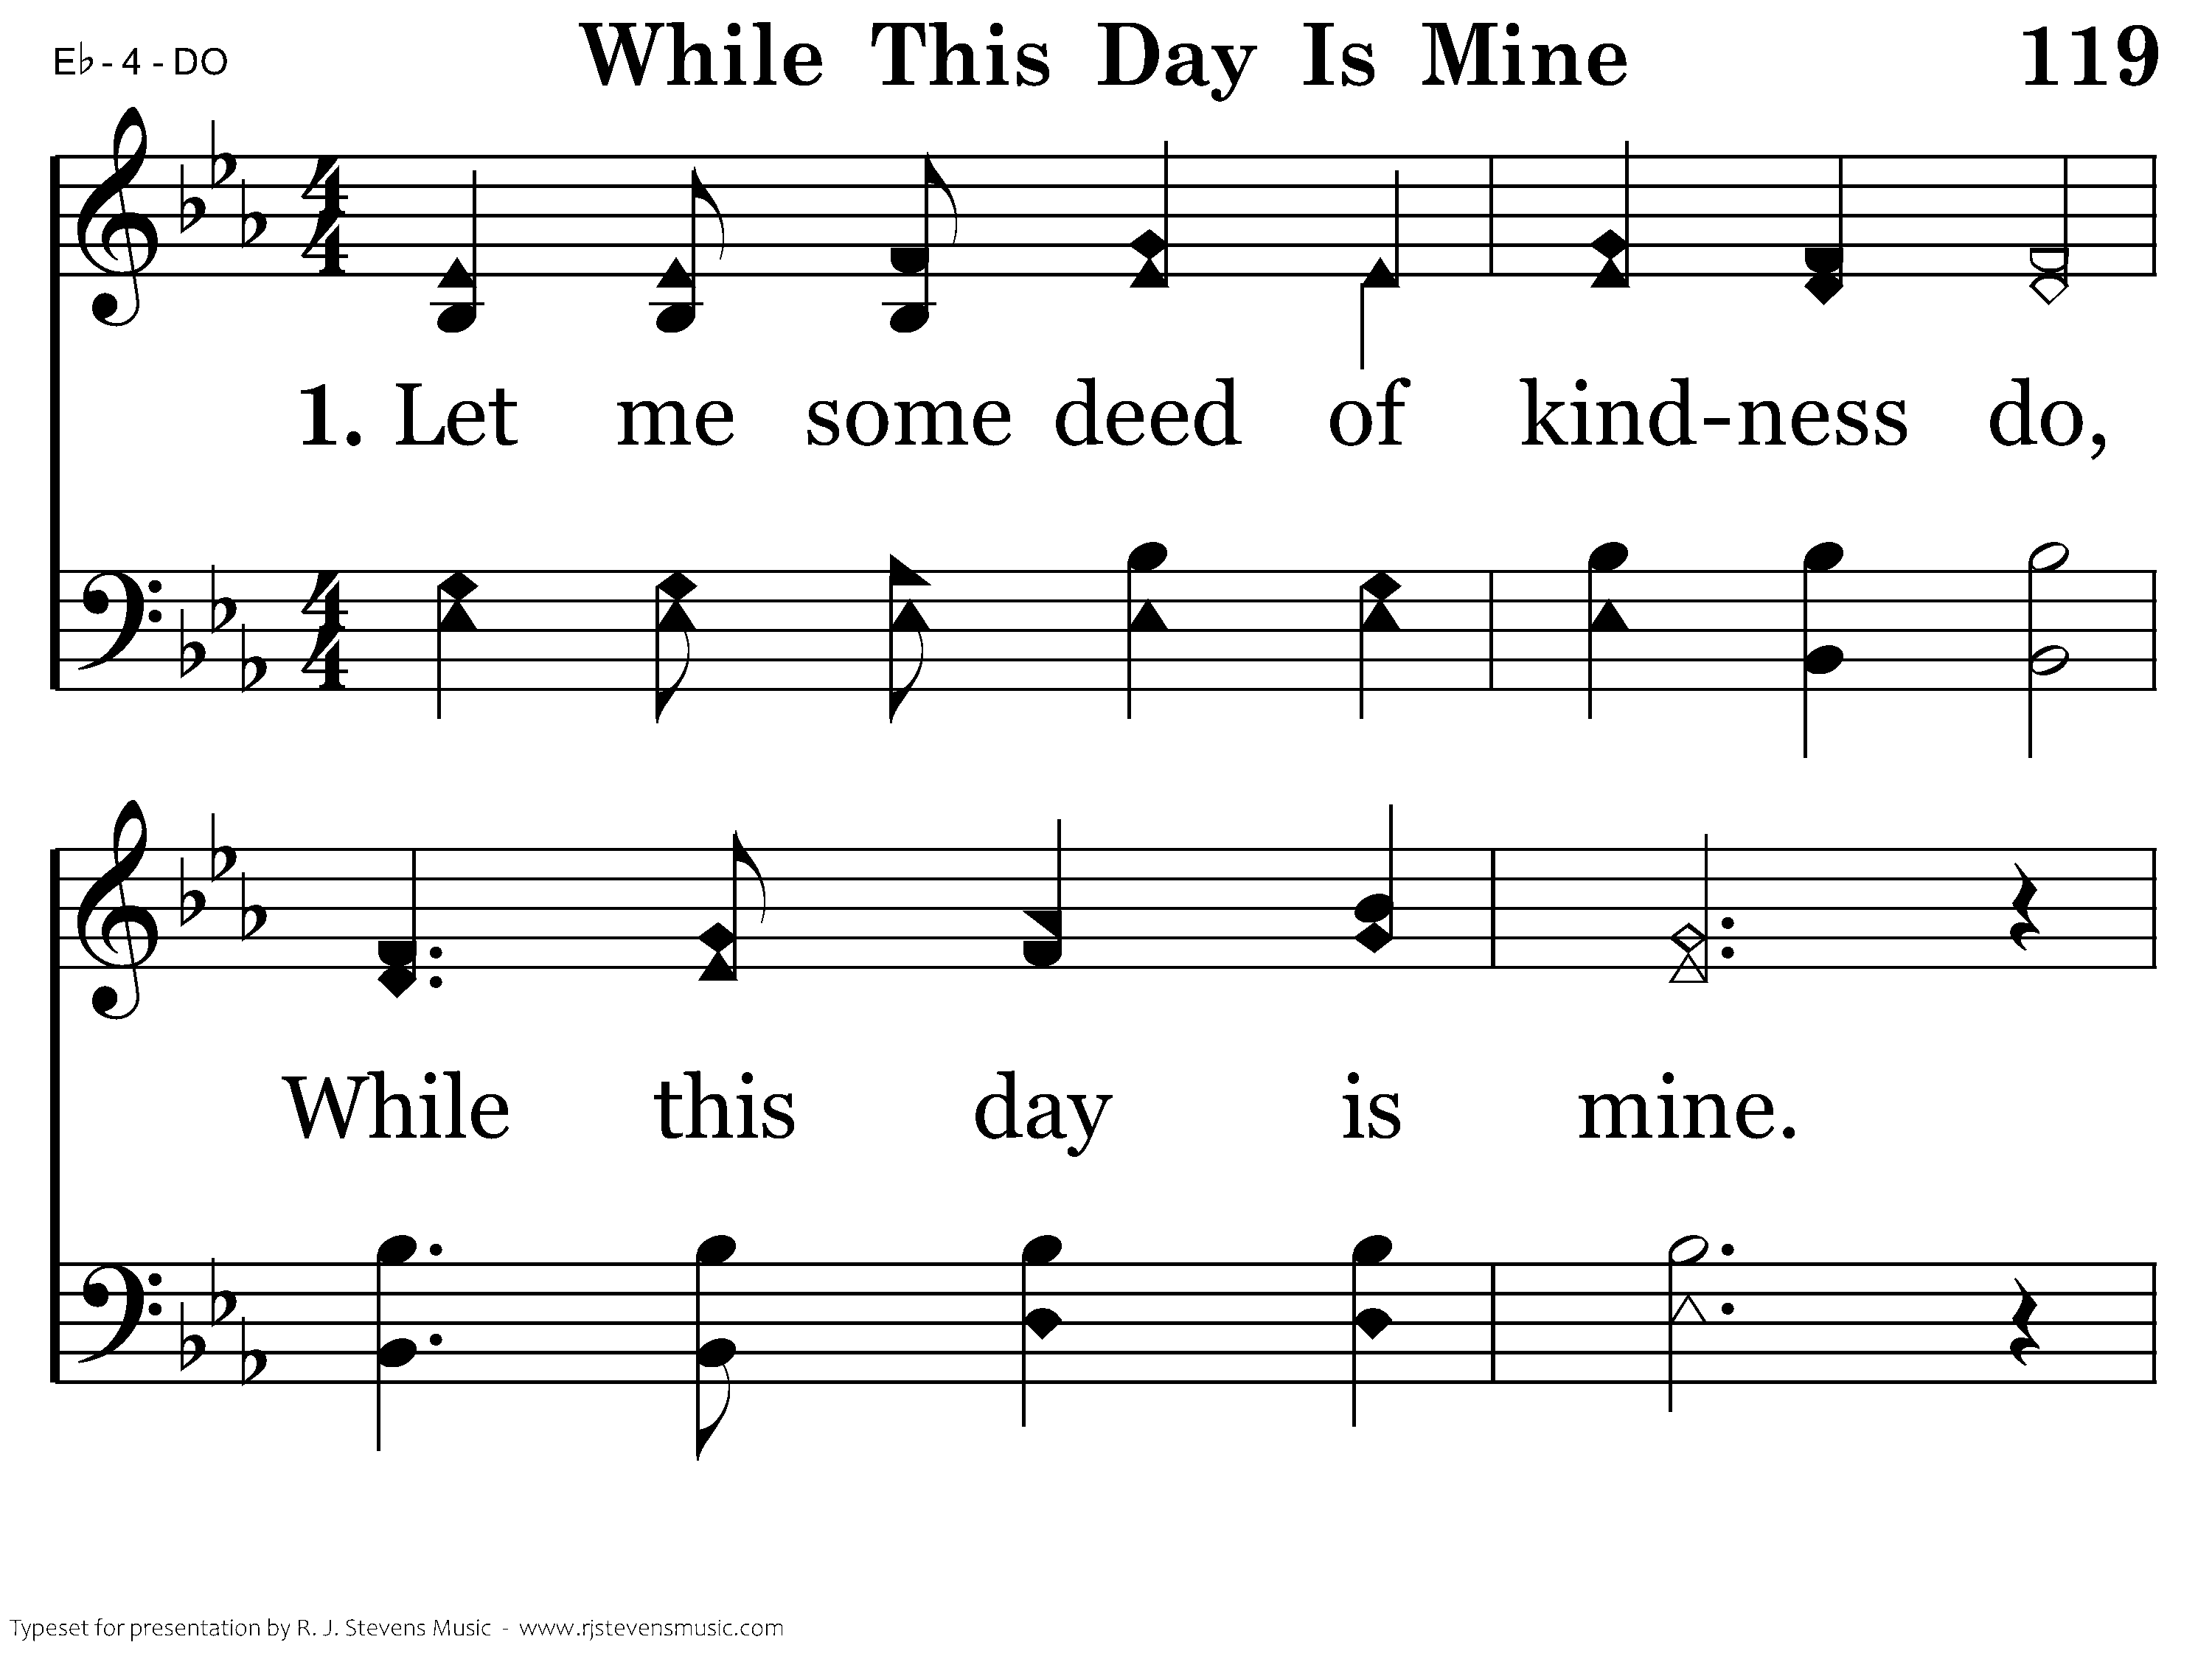 E♭ - 4 - DO While This Day Is Mine 119
1. Let me some deed of kind-ness do,
While this day is mine.
Typeset for presentation by R. J. Stevens Music - www.rjstevensmusic.com